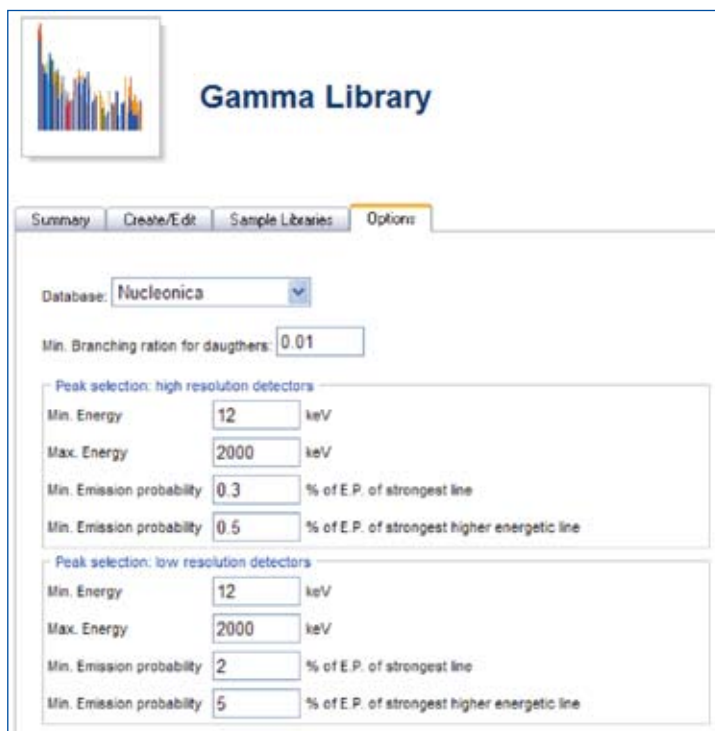 Gamma Library
Summary Create/Edit Sample Libraries Options
Database: Nucleonica
Min. Branching ration for daugthers: 0.01
Peak selection: high resolution detectors
Min. Energy 12 keV
Max. Energy 2000 keV
Min. Emission probability 0.3 % of E.P. of strongest line
Min. Emission probability 0.5 % of E.P. of strongest higher energetic line
Peak selection: low resolution detectors
Min. Energy 12 keV
Max. Energy 2000 keV
Min. Emission probability 2 % of E.P. of strongest line
Min. Emission probability 5 % of E.P. of strongest higher energetic line